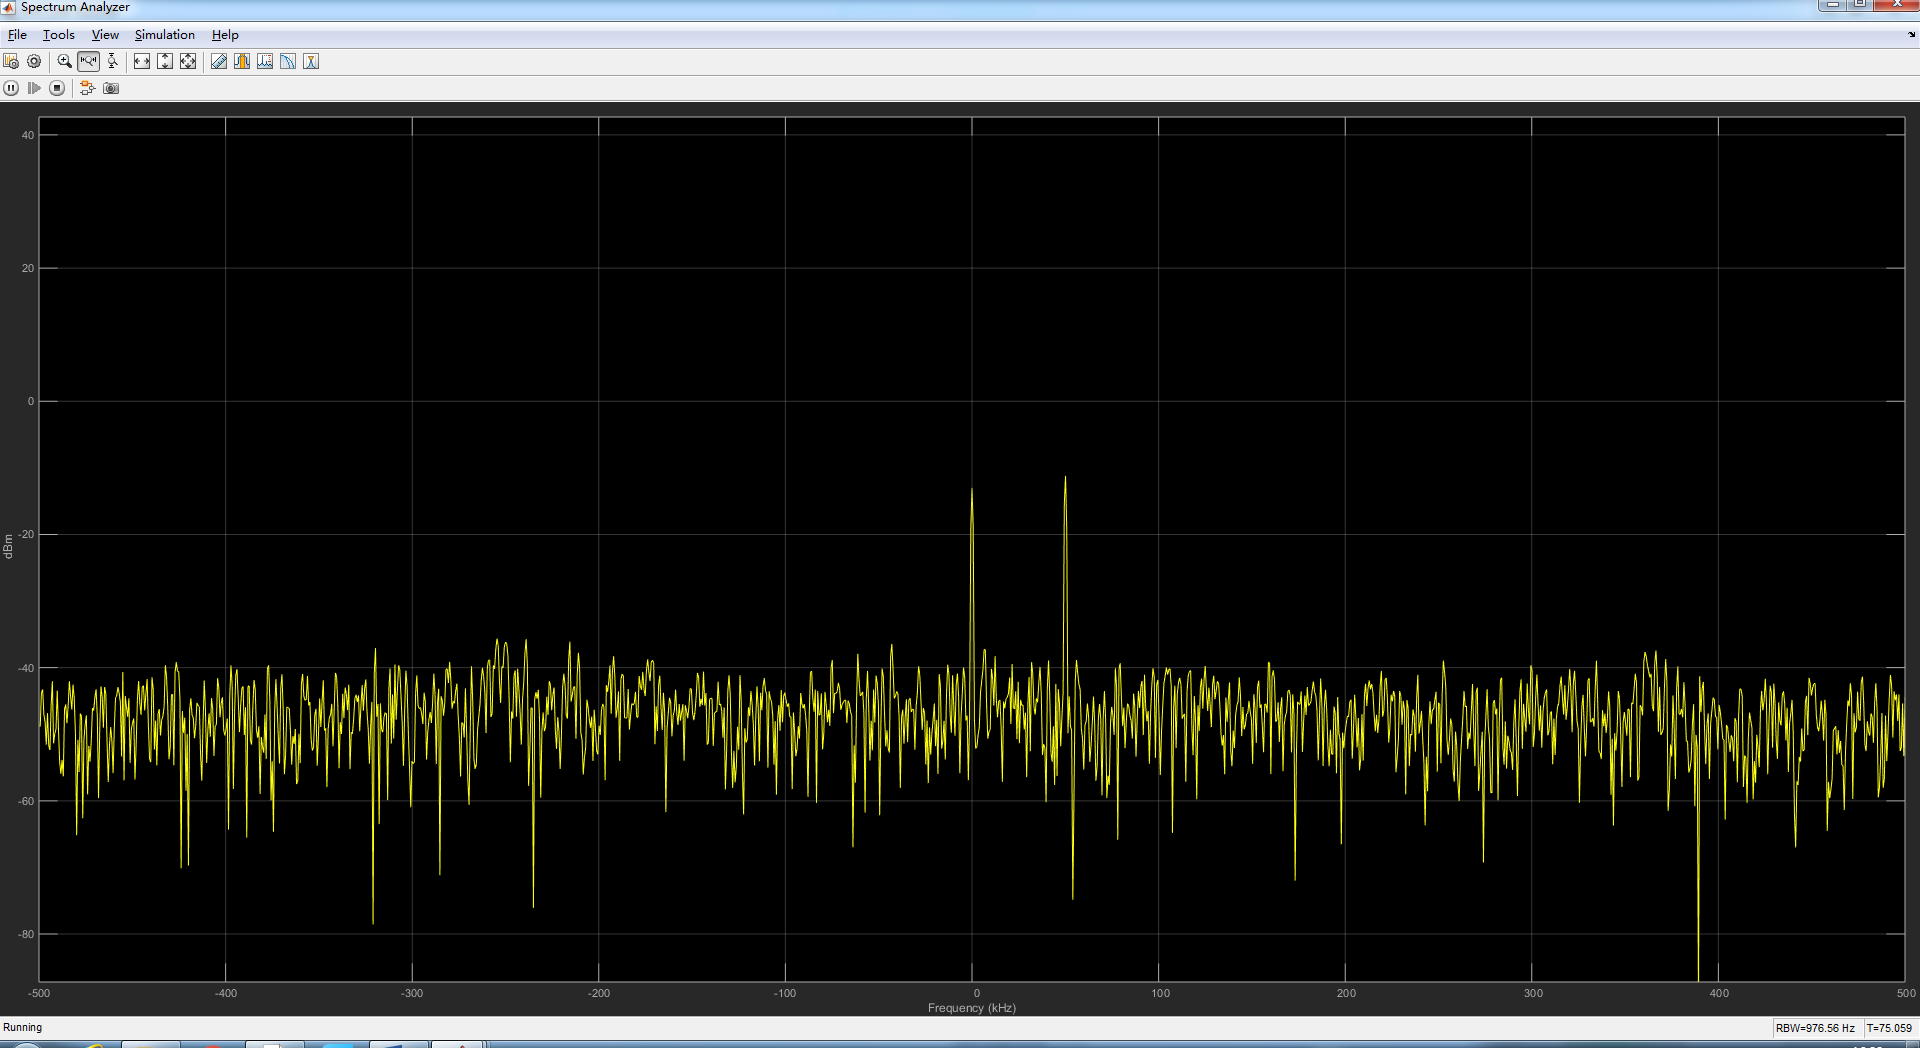 Spectrum Analyzer
File Tools View Simulation Help
40
20
0
-20
-40
-60
-80
dBm
-500 -400 -300 -200 -100 0 100 200 300 400 500
Frequency (kHz)
Running
RBW=976.56 Hz T=75.059